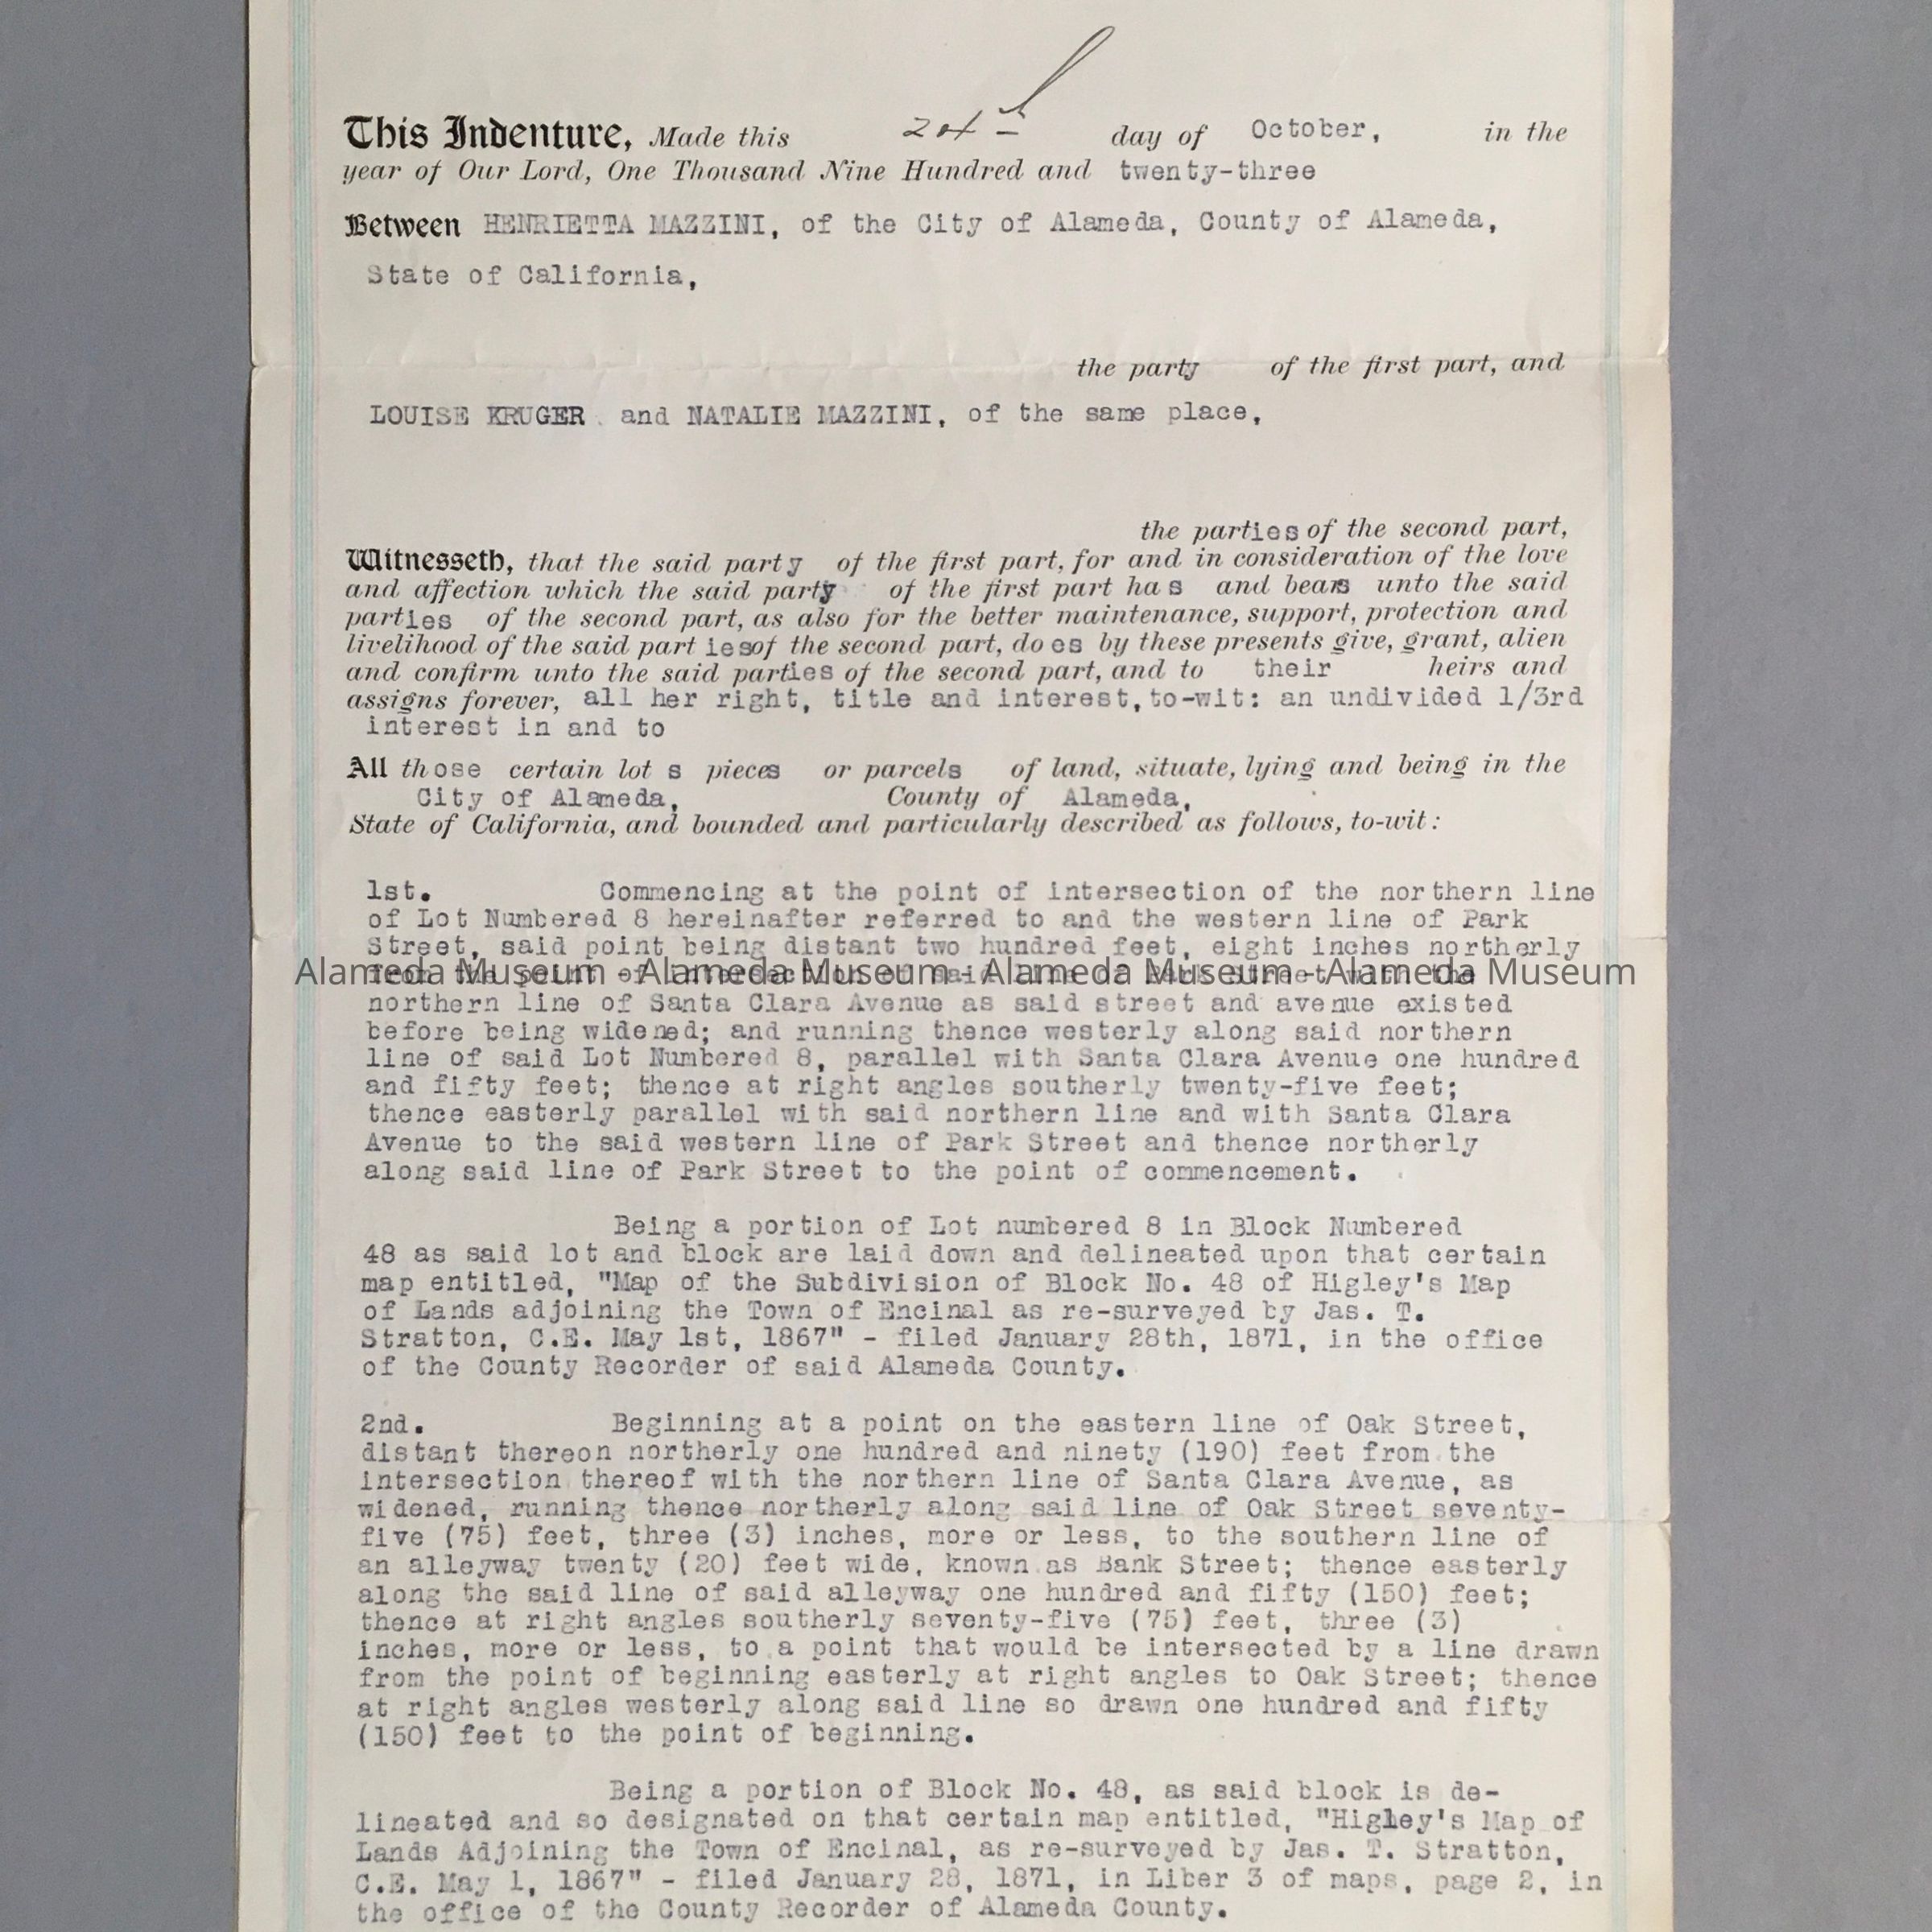 This Indenture, Made this day of October, in the
year of Our Lord, One Thousand Nine Hundred and twenty-three
Between HENRIETTA MAZZINI, of the City of Alameda, County of Alameda,
State of California,
the party of the first part, and
LOUISE KRUGER and NATALIE MAZZINI, of the same place,
the parties of the second part,
Witnesseth, that the said party of the first part, for and in consideration of the love
and affection which the said party of the first part has and bears unto the said
parties of the second part, as also for the better maintenance, support, protection and
livelihood of the said part ies of the second part, does by these presents give, grant, alien
and confirm unto the said parties of the second part, and to their heirs and
assigns forever, all her right, title and interest, to-wit: an undivided 1/3rd
interest in and to
All those certain lot s pieces or parcels of land, situate, lying and being in the
City of Alameda, County of Alameda,
State of California, and bounded and particularly described as follows, to-wit:
1st. Commencing at the point of intersection of the northern line
of Lot Numbered 8 hereinafter referred to and the western line of Park
Street, said point being distant two hundred feet, eight inches northerly
from the point of intersection of said line of Park Street with the
Alameda Museum - Alameda Museum - Alameda Museum - Alameda Museum
northern line of Santa Clara Avenue as said street and avenue existed
before being widened; and running thence westerly along said northern
line of said Lot Numbered 8, parallel with Santa Clara Avenue one hundred
and fifty feet; thence at right angles southerly twenty-five feet;
thence easterly parallel with said northern line and with Santa Clara
Avenue to the said western line of Park Street and thence northerly
along said line of Park Street to the point of commencement.
Being a portion of Lot numbered 8 in Block Numbered
48 as said lot and block are laid down and delineated upon that certain
map entitled, "Map of the Subdivision of Block No. 48 of Higley's Map
of Lands adjoining the Town of Encinal as re-surveyed by Jas. T.
Stratton, C.E. May 1st, 1867" - filed January 28th, 1871, in the office
of the County Recorder of said Alameda County.
2nd. Beginning at a point on the eastern line of Oak Street,
distant thereon northerly one hundred and ninety (190) feet from the
intersection thereof with the northern line of Santa Clara Avenue, as
widened, running thence northerly along said line of Oak Street seventy-
five (75) feet, three (3) inches, more or less, to the southern line of
an alleyway twenty (20) feet wide, known as Bank Street; thence easterly
along the said line of said alleyway one hundred and fifty (150) feet;
thence at right angles southerly seventy-five (75) feet, three (3)
inches, more or less, to a point that would be intersected by a line drawn
from the point of beginning easterly at right angles to Oak Street; thence
at right angles westerly along said line so drawn one hundred and fifty
(150) feet to the point of beginning.
Being a portion of Block No. 48, as said block is de-
lineated and so designated on that certain map entitled, "Higley's Map of
Lands Adjoining the Town of Encinal, as re-surveyed by Jas. T. Stratton,
C.E. May 1, 1867" - filed January 28, 1871, in Liber 3 of maps, page 2, in
the office of the County Recorder of Alameda County.